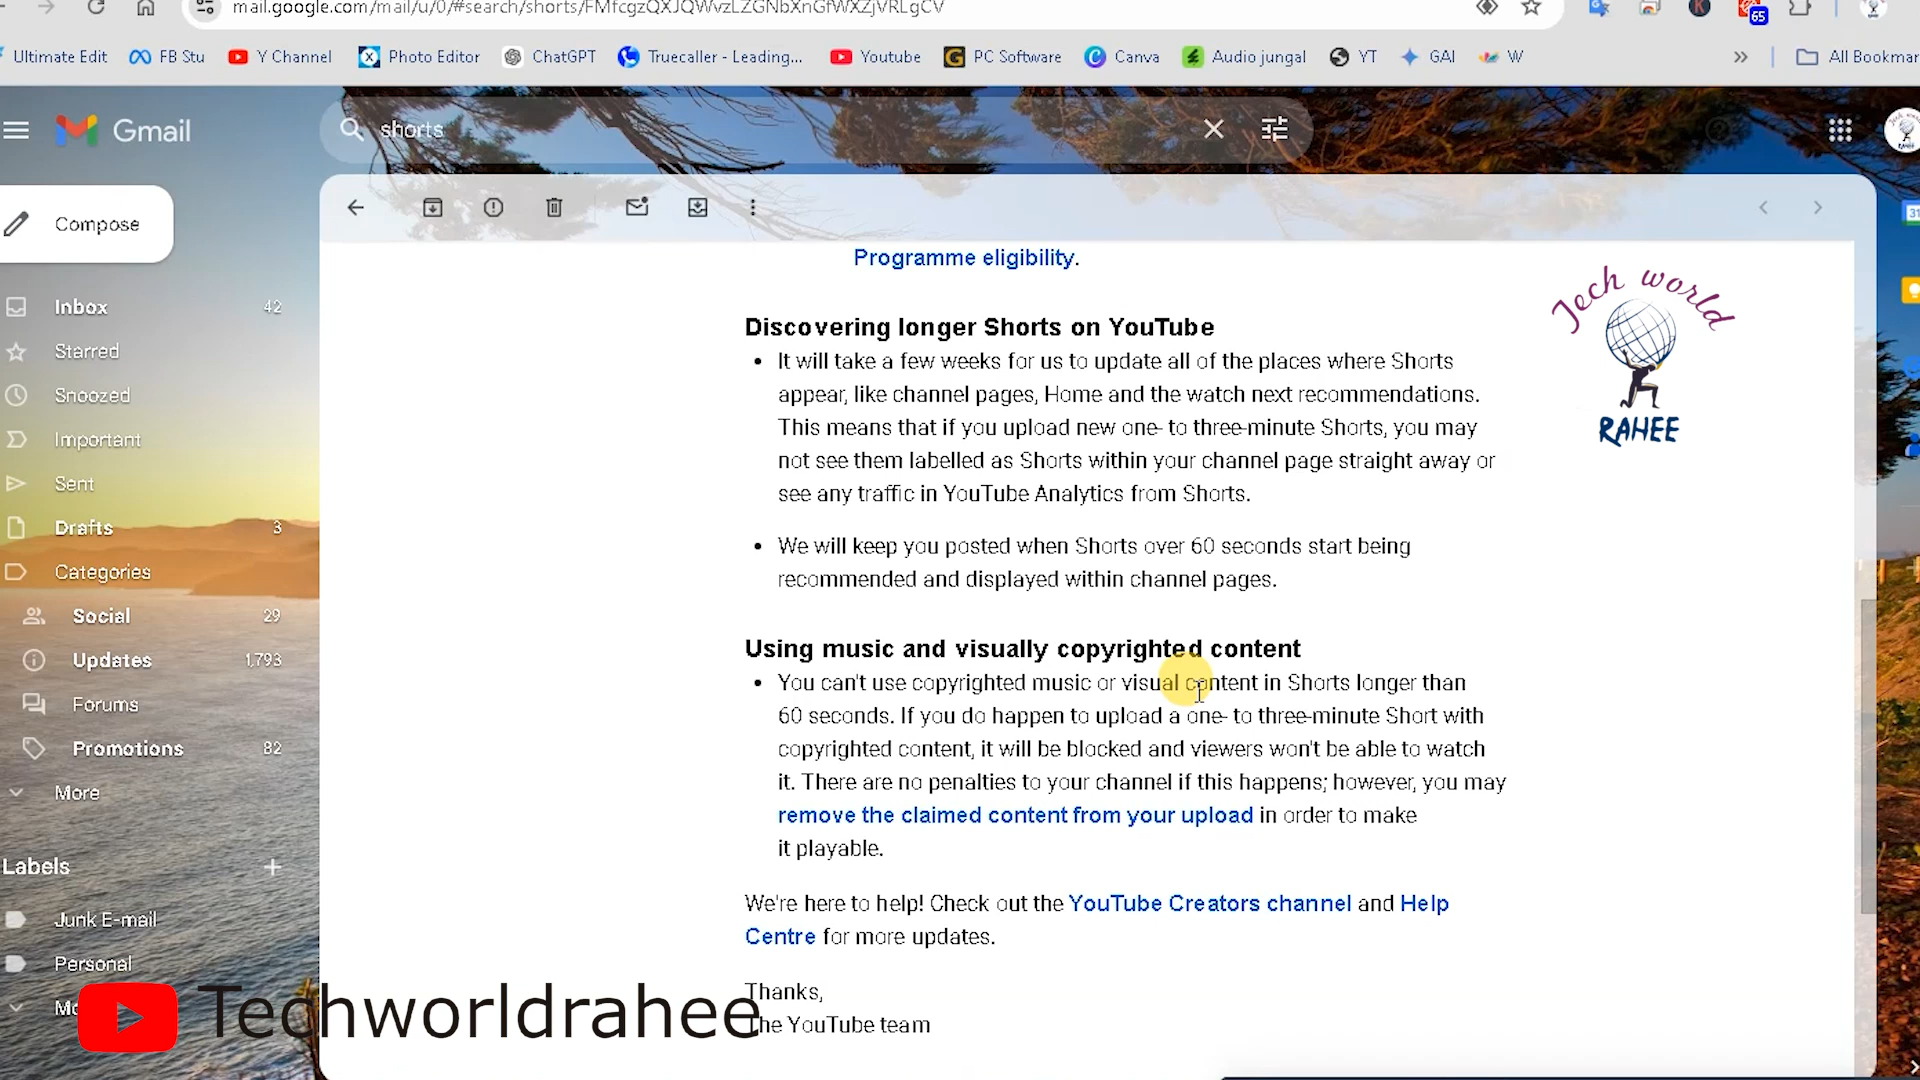 mail.google.com/mail/u/0/#search/shorts/FMfcgzQXJQWvzLZGNbXnGfWXZjVRLgCV
65
Ultimate Edit FB Stu Y Channel Photo Editor ChatGPT Truecaller - Leading... Youtube PC Software Canva Audio jungal YT GAI W » All Bookmar
Gmail
shorts
Compose
Inbox 42
Starred
Snoozed
Important
Sent
Drafts 3
Categories
Social 29
Updates 1,793
Forums
Promotions 82
More
Labels
Junk E-mail
Personal
Programme eligibility.
Discovering longer Shorts on YouTube
• It will take a few weeks for us to update all of the places where Shorts
appear, like channel pages, Home and the watch next recommendations.
This means that if you upload new one- to three-minute Shorts, you may
not see them labelled as Shorts within your channel page straight away or
see any traffic in YouTube Analytics from Shorts.
• We will keep you posted when Shorts over 60 seconds start being
recommended and displayed within channel pages.
Using music and visually copyrighted content
• You can't use copyrighted music or visual content in Shorts longer than
60 seconds. If you do happen to upload a one- to three-minute Short with
copyrighted content, it will be blocked and viewers won't be able to watch
it. There are no penalties to your channel if this happens; however, you may
remove the claimed content from your upload in order to make
it playable.
We're here to help! Check out the YouTube Creators channel and Help
Centre for more updates.
Thanks,
The YouTube team
Tech world
RAHEE
31
Techworldrahee